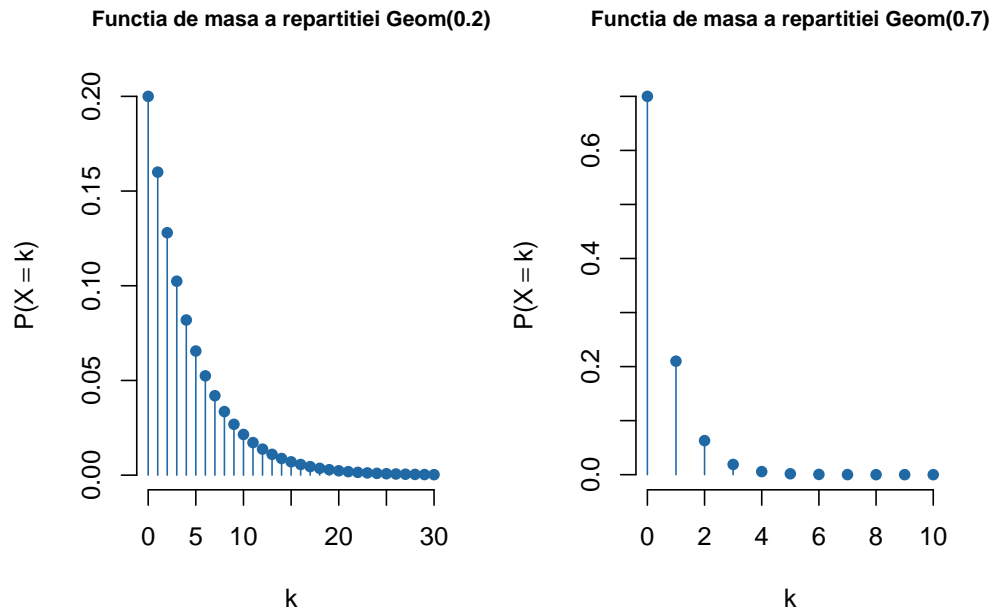 Functia de masa a repartitiei Geom(0.2)
P(X = k)
0.00 0.05 0.10 0.15 0.20
0 5 10 20 30
k
Functia de masa a repartitiei Geom(0.7)
P(X = k)
0.0 0.2 0.4 0.6
0 2 4 6 8 10
k